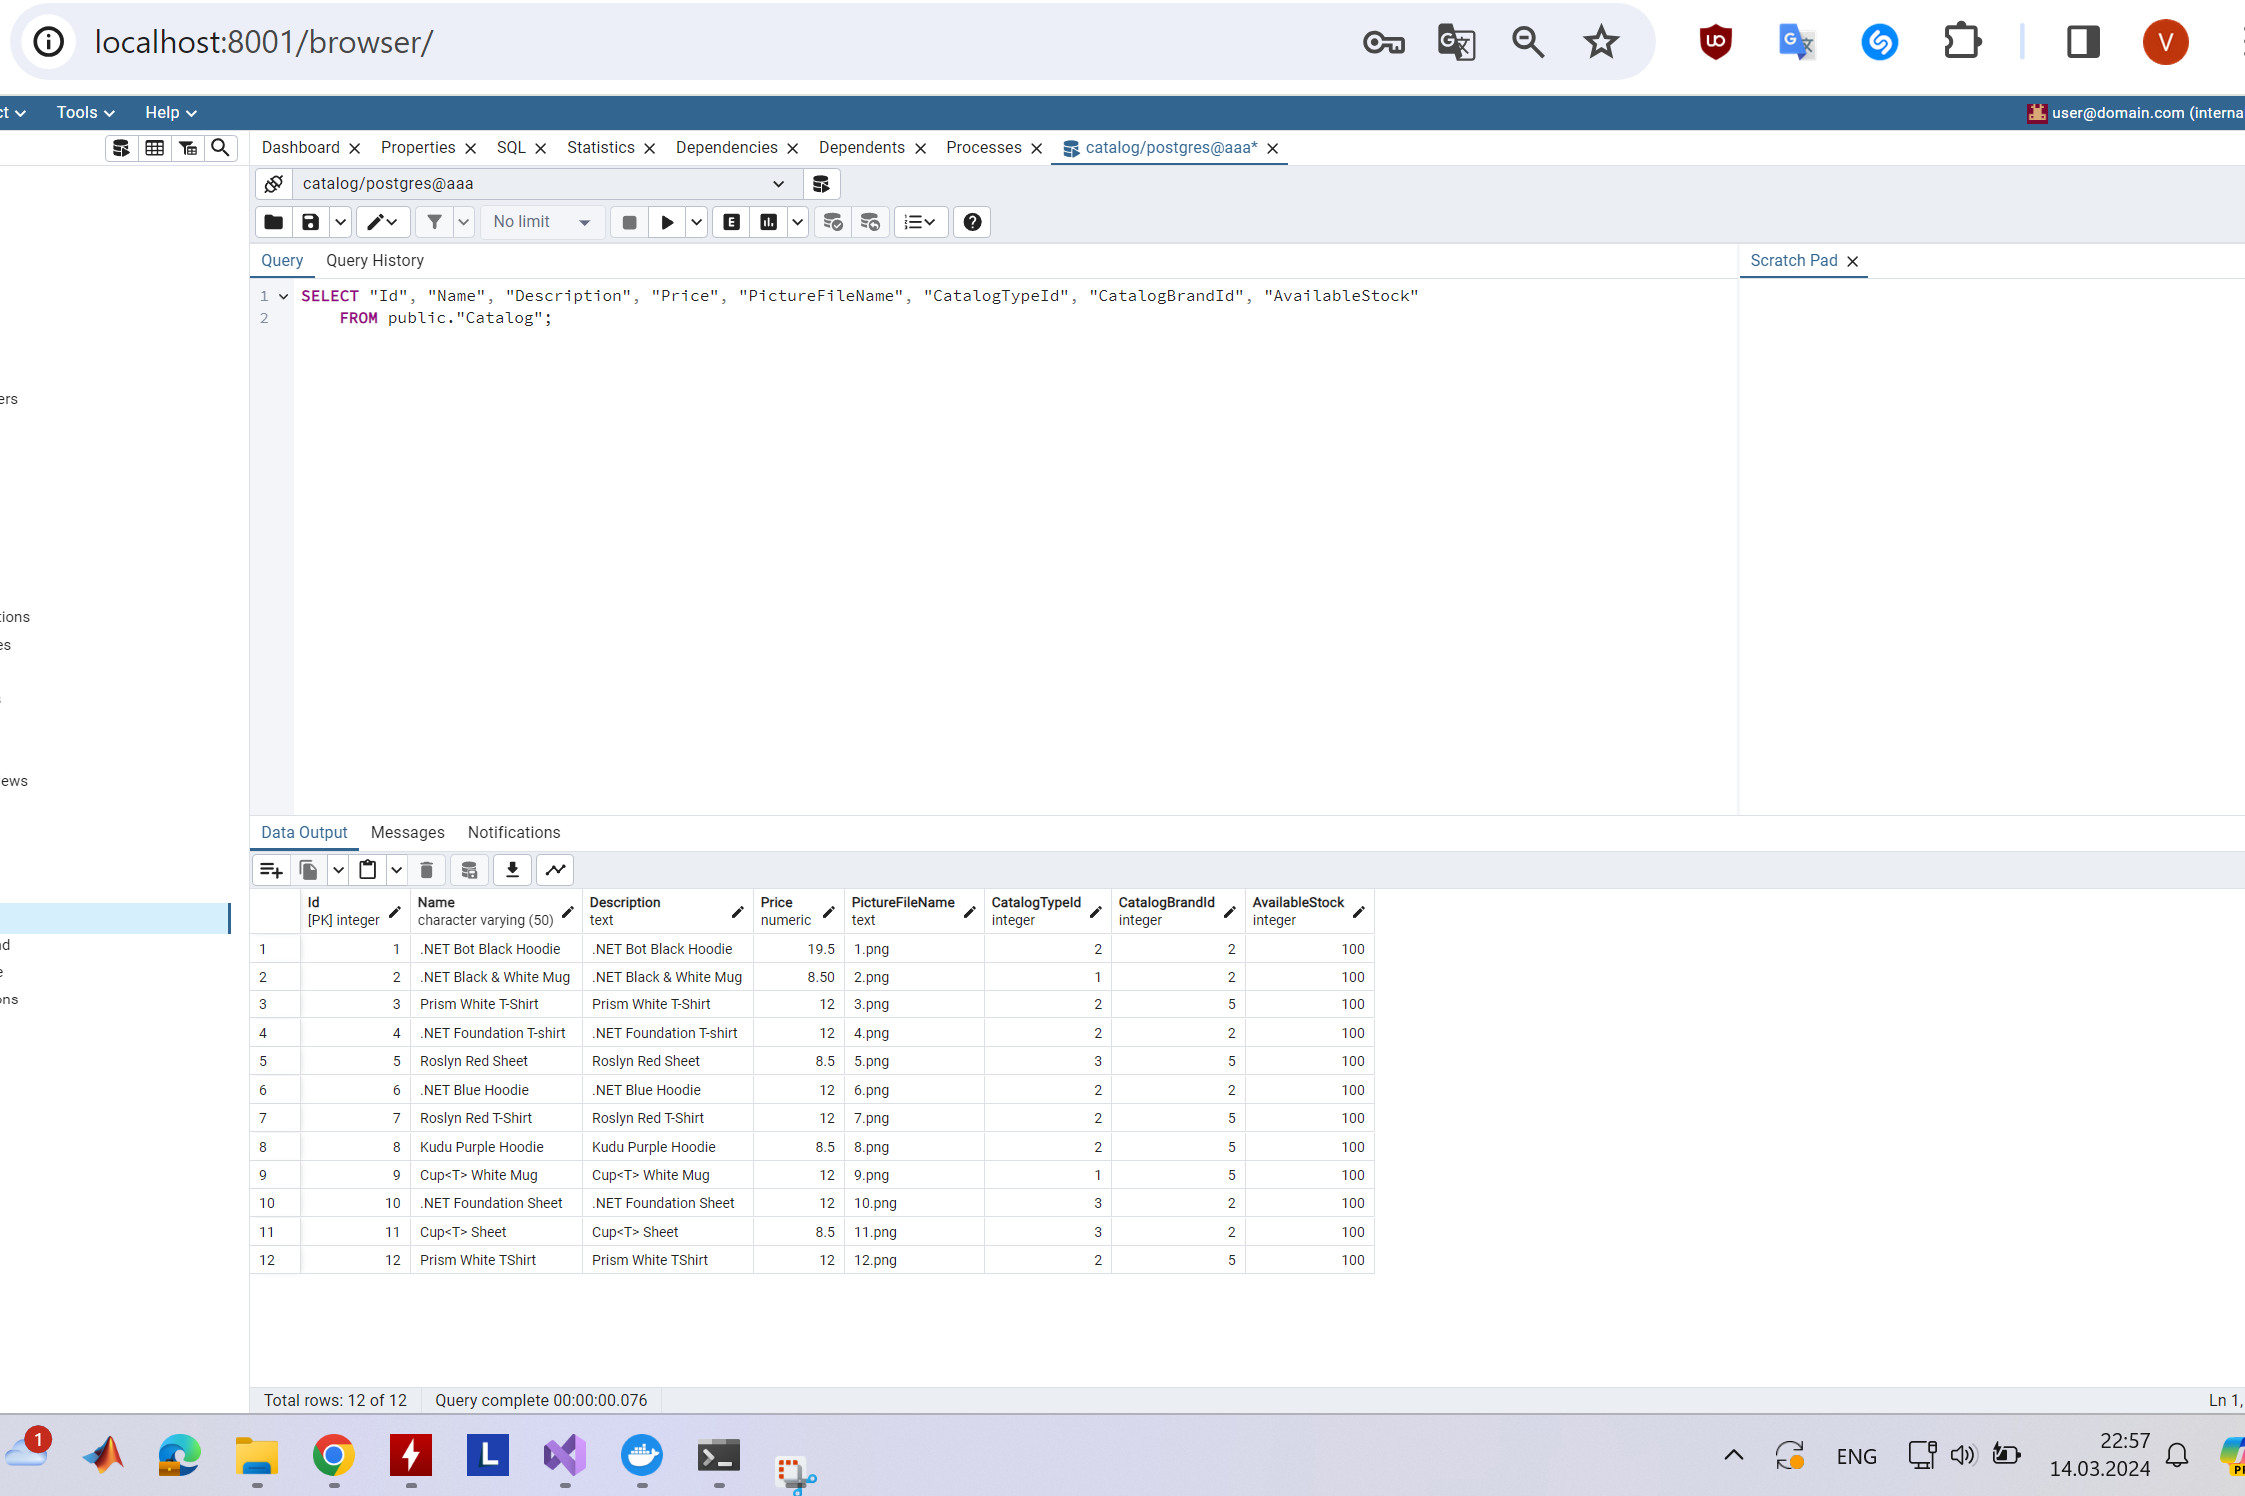 localhost:8001/browser/
ct Tools Help user@domain.com (interna
Dashboard Properties SQL Statistics Dependencies Dependents Processes catalog/postgres@aaa*
catalog/postgres@aaa
No limit
Query Query History Scratch Pad
1 SELECT "Id", "Name", "Description", "Price", "PictureFileName", "CatalogTypeId", "CatalogBrandId", "AvailableStock"
2 FROM public."Catalog";
ers
tions
es
ews
nd
e
ons
Data Output Messages Notifications
Id Name Description Price PictureFileName CatalogTypeId CatalogBrandId AvailableStock
[PK] integer character varying (50) text numeric text integer integer integer
1 1 .NET Bot Black Hoodie .NET Bot Black Hoodie 19.5 1.png 2 2 100
2 2 .NET Black & White Mug .NET Black & White Mug 8.50 2.png 1 2 100
3 3 Prism White T-Shirt Prism White T-Shirt 12 3.png 2 5 100
4 4 .NET Foundation T-shirt .NET Foundation T-shirt 12 4.png 2 2 100
5 5 Roslyn Red Sheet Roslyn Red Sheet 8.5 5.png 3 5 100
6 6 .NET Blue Hoodie .NET Blue Hoodie 12 6.png 2 2 100
7 7 Roslyn Red T-Shirt Roslyn Red T-Shirt 12 7.png 2 5 100
8 8 Kudu Purple Hoodie Kudu Purple Hoodie 8.5 8.png 2 5 100
9 9 Cup<T> White Mug Cup<T> White Mug 12 9.png 1 5 100
10 10 .NET Foundation Sheet .NET Foundation Sheet 12 10.png 3 2 100
11 11 Cup<T> Sheet Cup<T> Sheet 8.5 11.png 3 2 100
12 12 Prism White TShirt Prism White TShirt 12 12.png 2 5 100
Total rows: 12 of 12 Query complete 00:00:00.076 Ln 1,
1 L ENG 22:57
14.03.2024